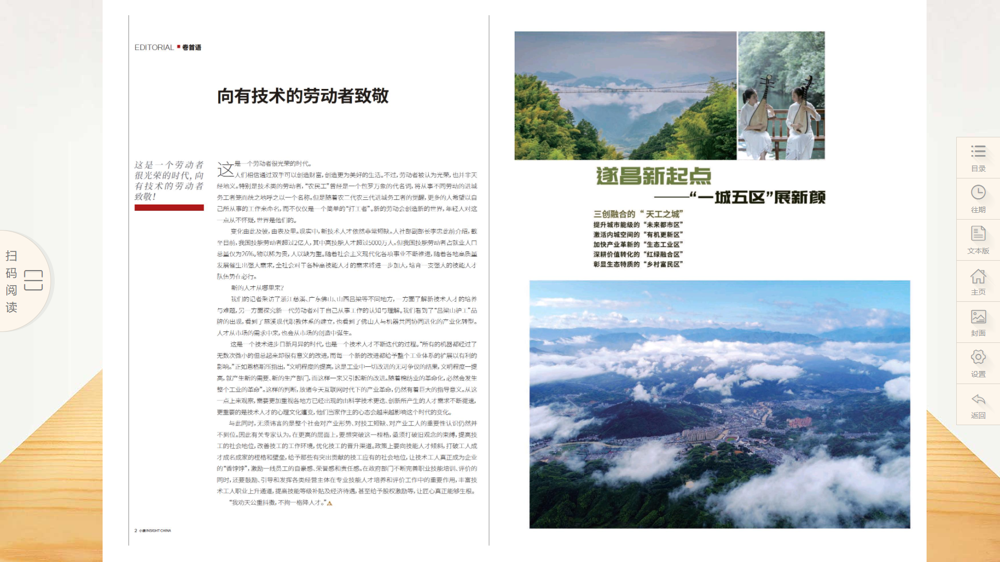 EDITORIAL 卷首语
向有技术的劳动者致敬
这是一个劳动者
很光荣的时代,向
有技术的劳动者
致敬!
这是一个劳动者很光荣的时代。
人们相信通过双手可以创造财富,创造更为美好的生活。不过,劳动者被认为光荣,也并非天
经地义。特别是技术类的劳动者,“农民工”曾经是一个包罗万象的代名词,将从事不同劳动的进城
务工者笼而统之地呼之以一个名称。但是随着农二代农三代进城务工者的觉醒,更多的人希望以自
己所从事的工作来命名,而不仅仅是一个简单的“打工者”。新的劳动会创造新的世界,年轻人对这
一点从不怀疑,世界是他们的。
变化由此及彼,由表及里。现实中,新技术人才依然非常短缺。人社部副部长李忠此前介绍,截
至目前,我国技能劳动者超过2亿人,其中高技能人才超过5000万人。但我国技能劳动者占就业人口
总量仅为26%。物以稀为贵,人以缺为重。随着社会主义现代化各项事业不断推进,随着各地高质量
发展催生出强大需求,全社会对于各种高技能人才的需求将进一步加大,培育一支强大的技能人才
队伍势在必行。
新的人才从哪里来?
我们的记者采访了浙江慈溪、广东佛山、山西吕梁等不同地方,一方面了解新技术人才的培养
与难题,另一方面探究新一代劳动者对于自己从事工作的认知与理解。我们看到了“吕梁山护工”品
牌的出现,看到了慈溪现代职教体系的建立,也看到了佛山人与机器共同协同进化的产业化转型。
人才从市场的需求中来,也会从市场的创造中诞生。
这是一个技术进步日新月异的时代,也是一个技术人才不断迭代的过程。“所有的机器都经过了
无数次微小的但总起来却很有意义的改进,而每一个新的改进都给予整个工业体系的扩展以有利的
影响。”正如恩格斯所指出,“文明程度的提高,这是工业中一切改进的无可争议的结果,文明程度一提
高,就产生新的需要、新的生产部门,而这样一来又引起新的改进。随着棉纺业的革命化,必然会发生
整个工业的革命”。这样的判断,放诸今天互联网时代下的产业革命,仍然有着巨大的指导意义。从这
一点上来观察,需要更加重视各地方已经出现的由科学技术更迭、创新所产生的人才需求不断提速,
更重要的是技术人才的心理文化嬗变,他们当家作主的心态会越来越影响这个时代的变化。
与此同时,无须讳言的是整个社会对产业形势、对技工短缺、对产业工人的重要性认识仍然并
不到位。因此有关专家认为,在更高的层面上,要想突破这一桎梏,亟须打破旧观念的束缚,提高技
工的社会地位,改善技工的工作环境,优化技工的晋升渠道。政策上要向技能人才倾斜,打破工人成
才成名成家的桎梏和壁垒,给予那些有突出贡献的技工应有的社会地位,让技术工人真正成为企业
的“香饽饽”,激励一线员工的自豪感、荣誉感和责任感。在政府部门不断完善职业技能培训、评价的
同时,还要鼓励、引导和发挥各类经营主体在专业技能人才培养和评价工作中的重要作用,丰富技
术工人职业上升通道,提高技能等级补贴及经济待遇,甚至给予股权激励等,让匠心真正能够生根。
“我劝天公重抖擞,不拘一格降人才。”
2 小康INSIGHT CHINA
遂昌新起点
——“一城五区”展新颜
三创融合的“天工之城”
提升城市能级的“未来都市区”
激活内城空间的“有机更新区”
加快产业革新的“生态工业区”
深耕价值转化的“红绿融合区”
彰显生态特质的“乡村富民区”
扫
码
阅
读
目录
往期
文本版
主页
封面
设置
返回